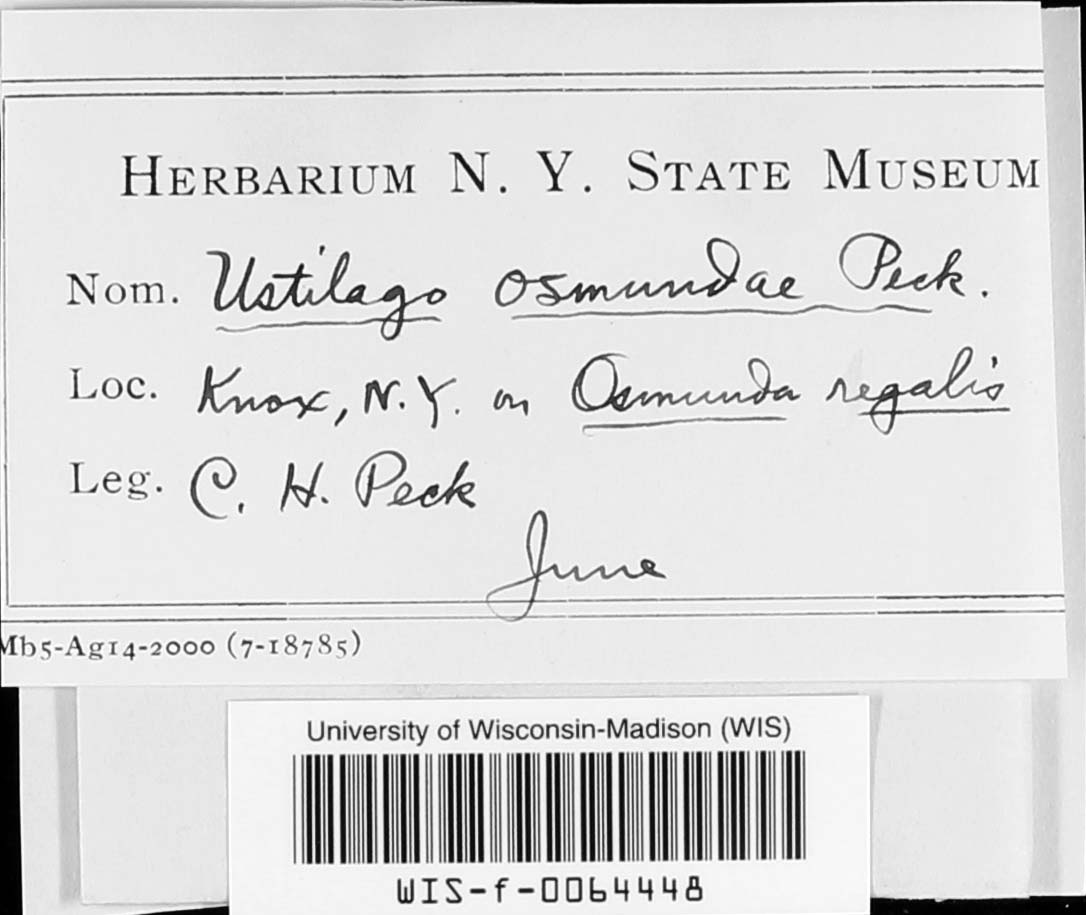 HERBARIUM N. Y. STATE MUSEUM
Nom. Ustilago osmundae Peck.
Loc. Knox, N. Y. on Osmunda regalis
Leg. C. H. Peck
June
Mb5-Ag14-2000 (7-18785)
University of Wisconsin-Madison (WIS)
WIS-f-0064448